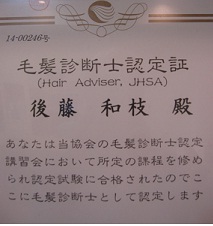 14-00246号
毛髪診断士認定証
(Hair Adviser, JHSA)
後藤 和枝 殿
あなたは当協会の毛髪診断士認定
講習会において所定の課程を修め
られ認定試験に合格されたのでこ
こに毛髪診断士として認定します